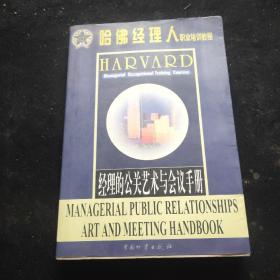 哈佛经理人职业培训教程
HARVARD
Managerial Occupational Training Tutorial
经理的公关艺术与会议手册
MANAGERIAL PUBLIC RELATIONSHIPS
ART AND MEETING HANDBOOK
中国物资出版社